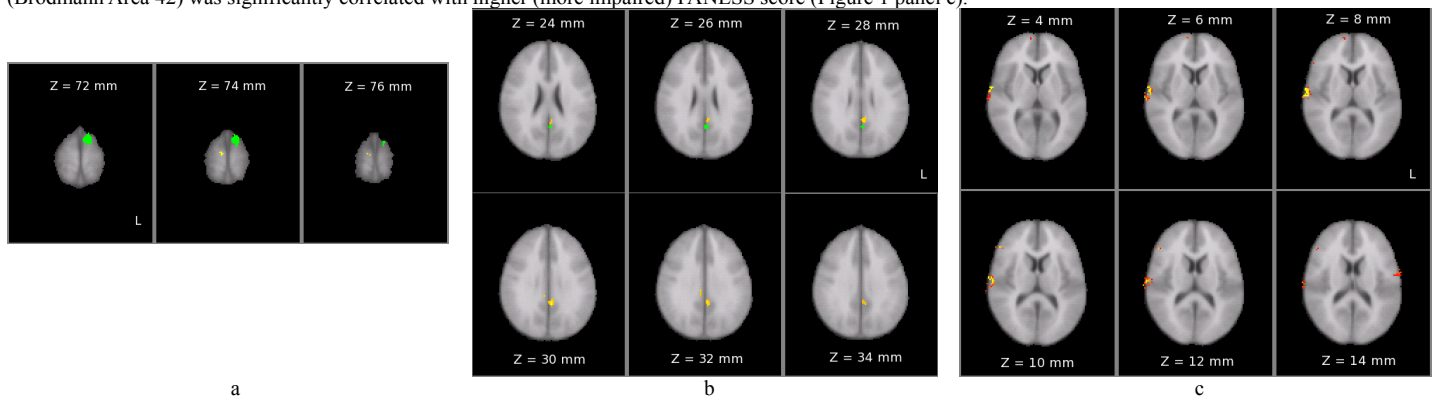 (Brodmann Area 42) was significantly correlated with higher (more impaired) PANESS score (Figure 1 panel c).
Z = 72 mm Z = 74 mm Z = 76 mm
L
Z = 24 mm Z = 26 mm Z = 28 mm
L
Z = 30 mm Z = 32 mm Z = 34 mm
Z = 4 mm Z = 6 mm Z = 8 mm
L
Z = 10 mm Z = 12 mm Z = 14 mm
a b c